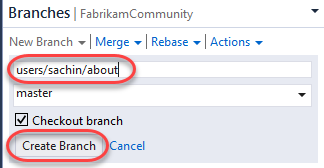 Branches | FabrikamCommunity
New Branch | Merge | Rebase | Actions
users/sachin/about
master
Checkout branch
Create Branch Cancel